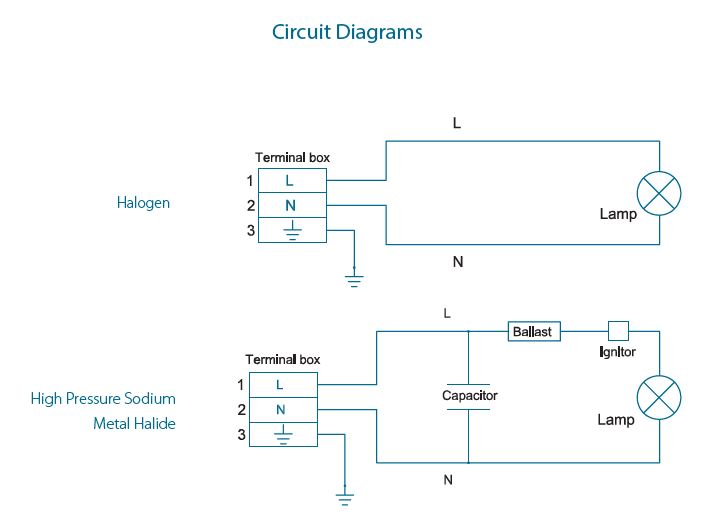 Circuit Diagrams
L
Terminal box
1 L
Halogen
2 N
Lamp
3
N
L
Ballast
IgnItor
Terminal box
1 L
High Pressure Sodium
Capacitor
2 N
Metal Halide
Lamp
3
N